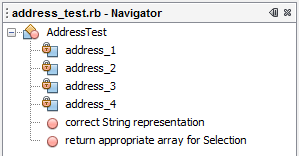 address_test.rb - Navigator
AddressTest
address_1
address_2
address_3
address_4
correct String representation
return appropriate array for Selection